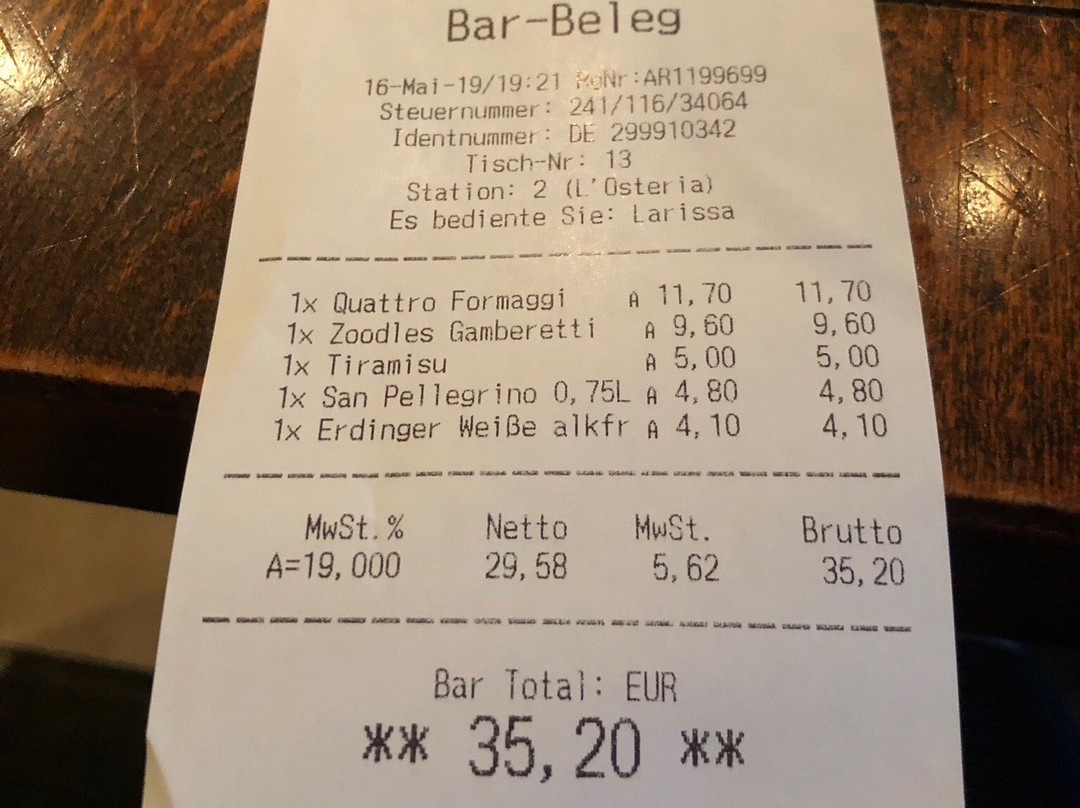 Bar-Beleg
16-Mai-19/19:21 RgNr:AR1199699
Steuernummer: 241/116/34064
Identnummer: DE 299910342
Tisch-Nr: 13
Station: 2 (L'Osteria)
Es bediente Sie: Larissa
1x Quattro Formaggi A 11,70 11,70
1x Zoodles Gamberetti A 9,60 9,60
1x Tiramisu A 5,00 5,00
1x San Pellegrino 0,75L A 4,80 4,80
1x Erdinger Weiße alkfr A 4,10 4,10
MwSt.% Netto MwSt. Brutto
A=19,000 29,58 5,62 35,20
Bar Total: EUR
** 35,20 **